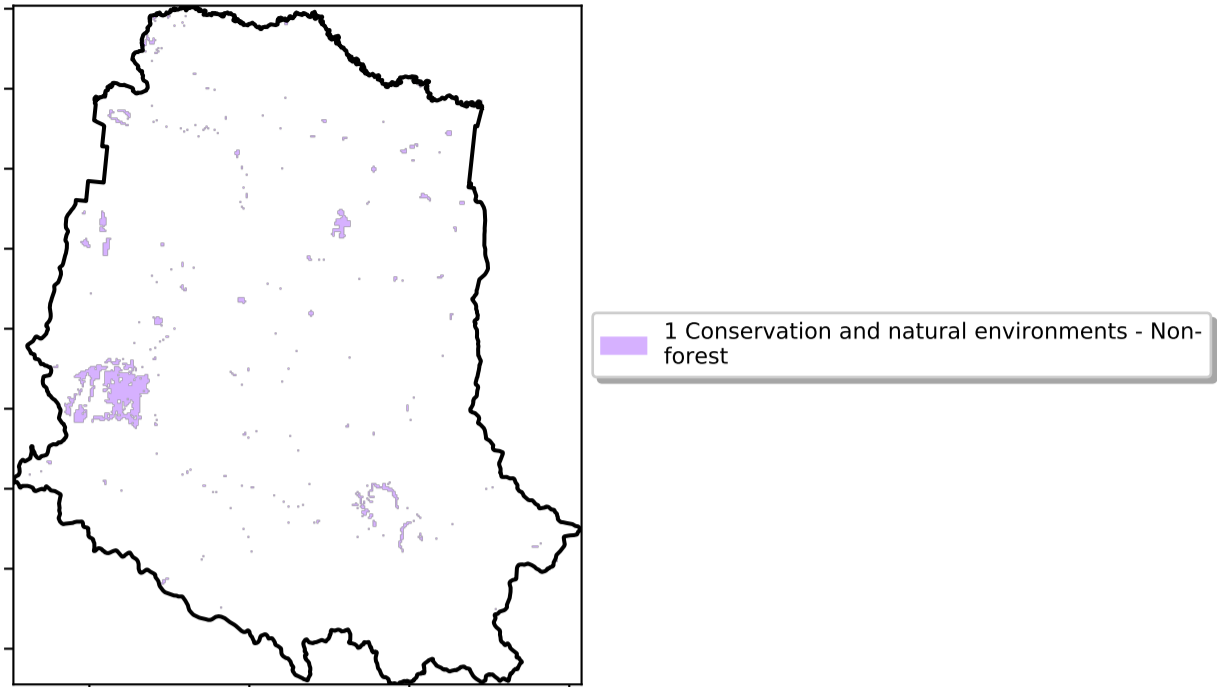 1 Conservation and natural environments - Non-
forest